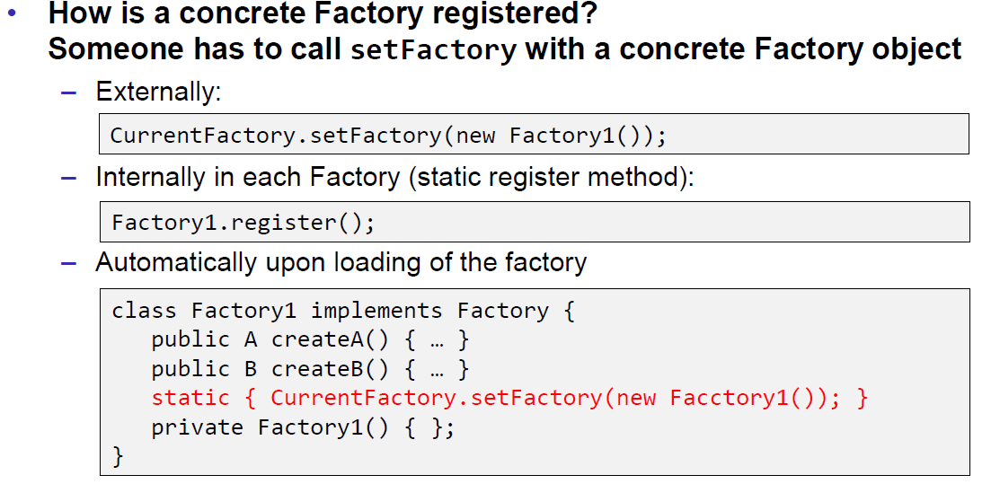 • How is a concrete Factory registered?
Someone has to call setFactory with a concrete Factory object
– Externally:
CurrentFactory.setFactory(new Factory1());
– Internally in each Factory (static register method):
Factory1.register();
– Automatically upon loading of the factory
class Factory1 implements Factory {
public A createA() { … }
public B createB() { … }
static { CurrentFactory.setFactory(new Facctory1()); }
private Factory1() { };
}